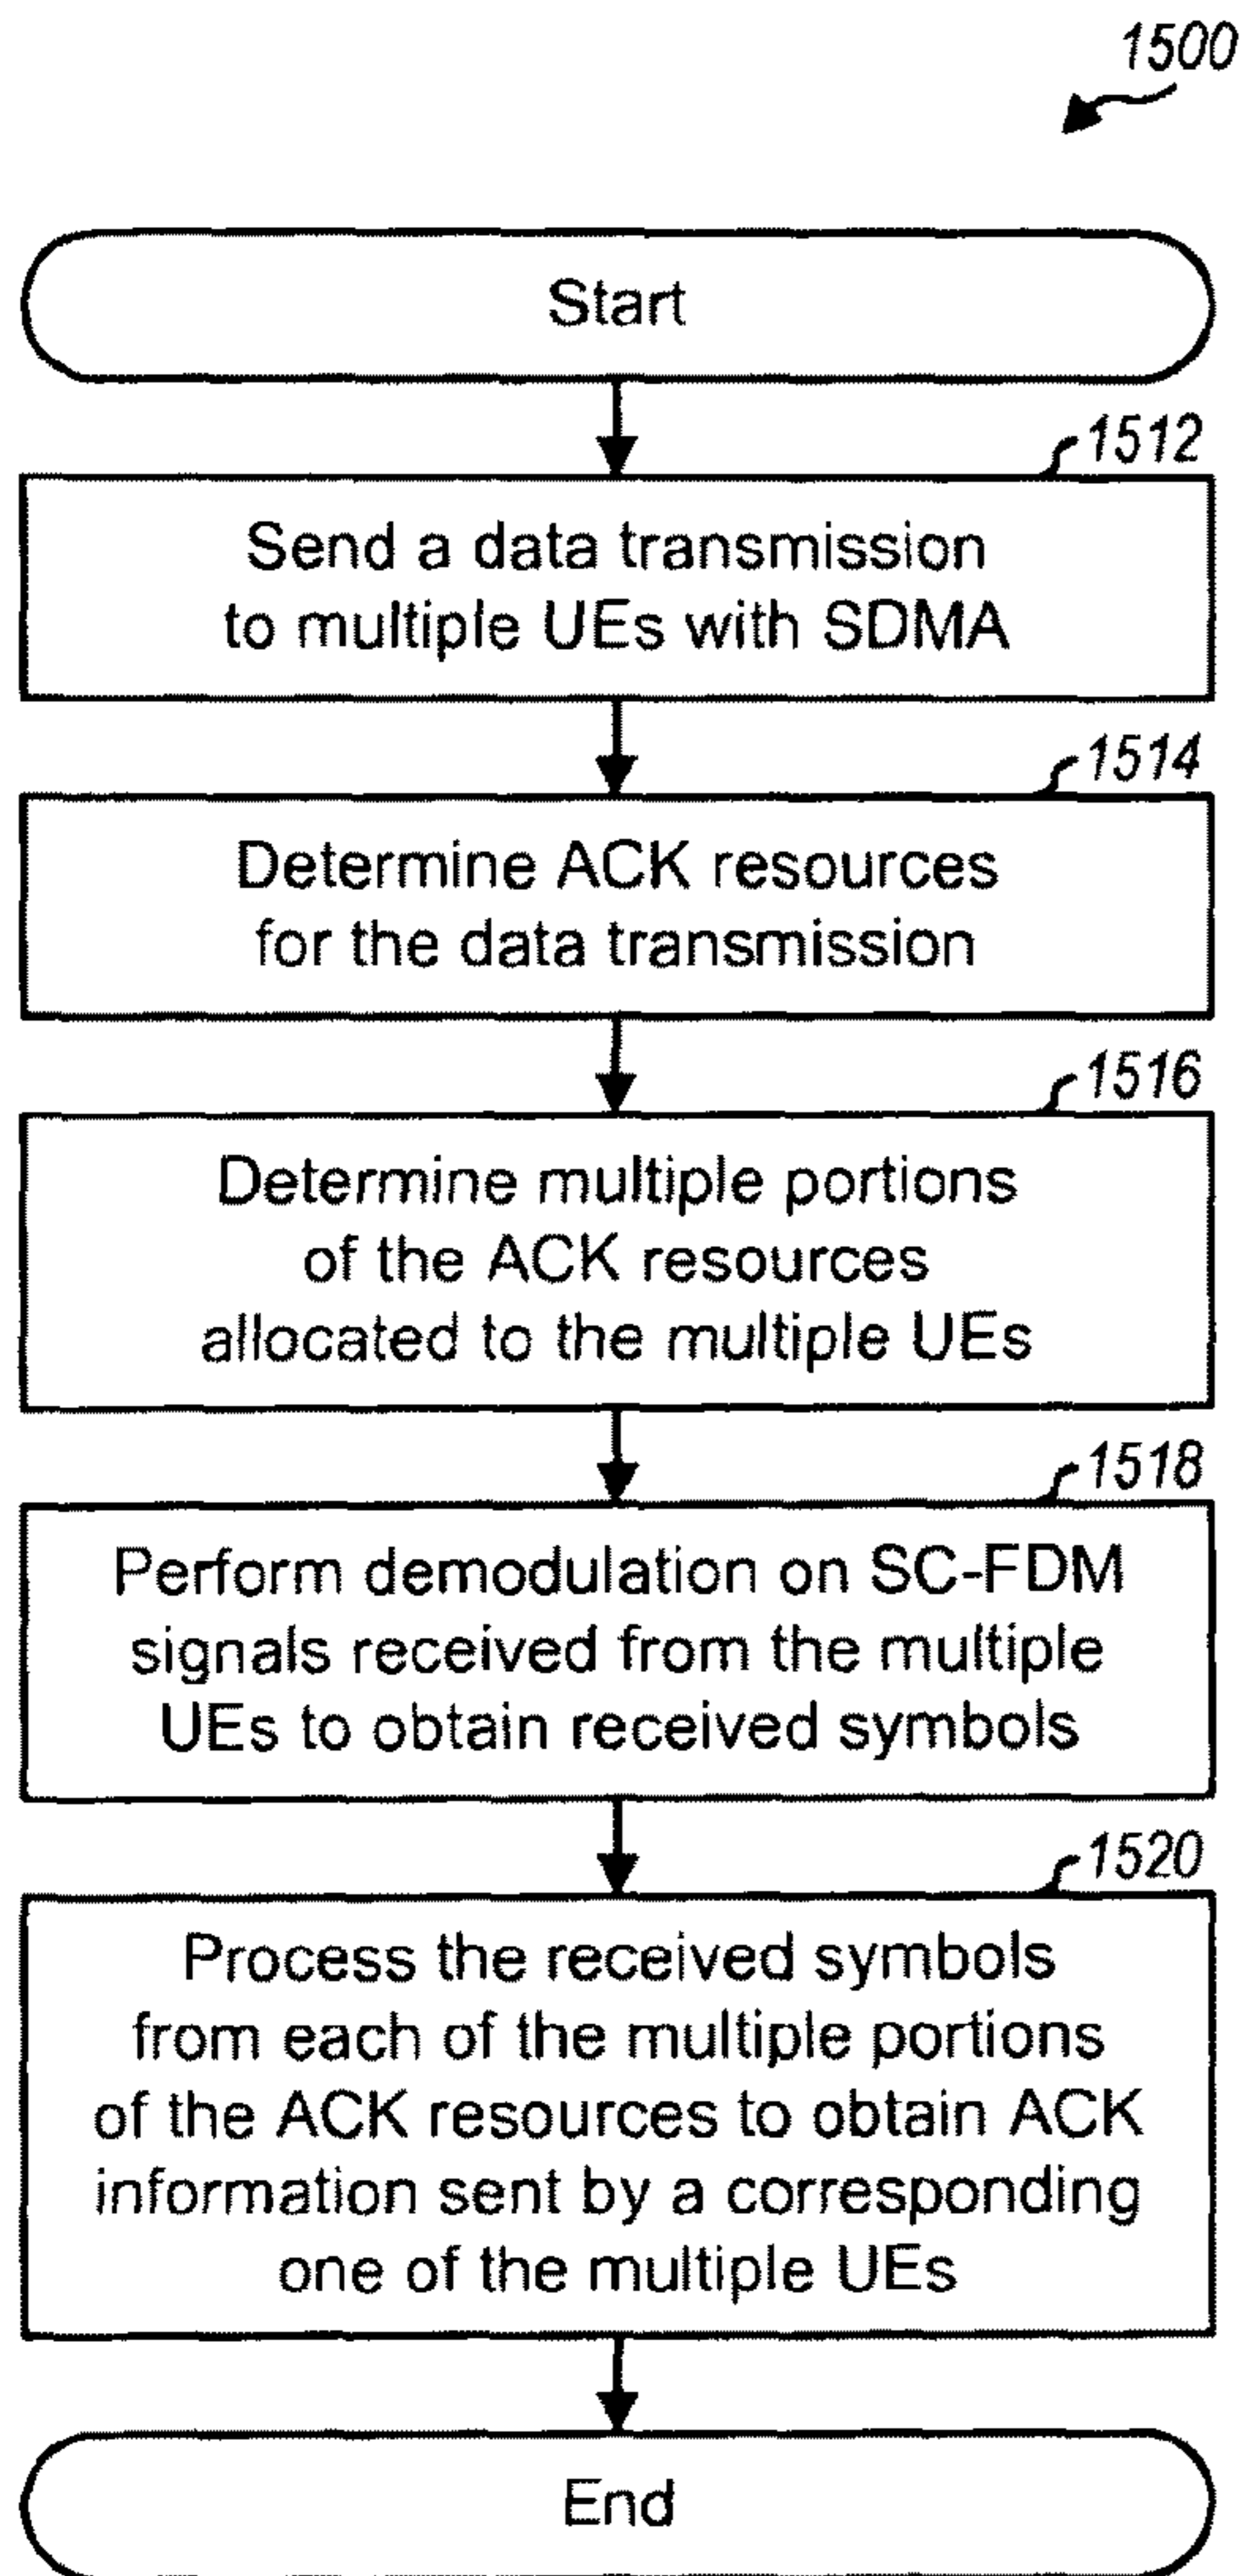 1500
Start
1512
Send a data transmission
to multiple UEs with SDMA
1514
Determine ACK resources
for the data transmission
1516
Determine multiple portions
of the ACK resources
allocated to the multiple UEs
1518
Perform demodulation on SC-FDM
signals received from the multiple
UEs to obtain received symbols
1520
Process the received symbols
from each of the multiple portions
of the ACK resources to obtain ACK
information sent by a corresponding
one of the multiple UEs
End